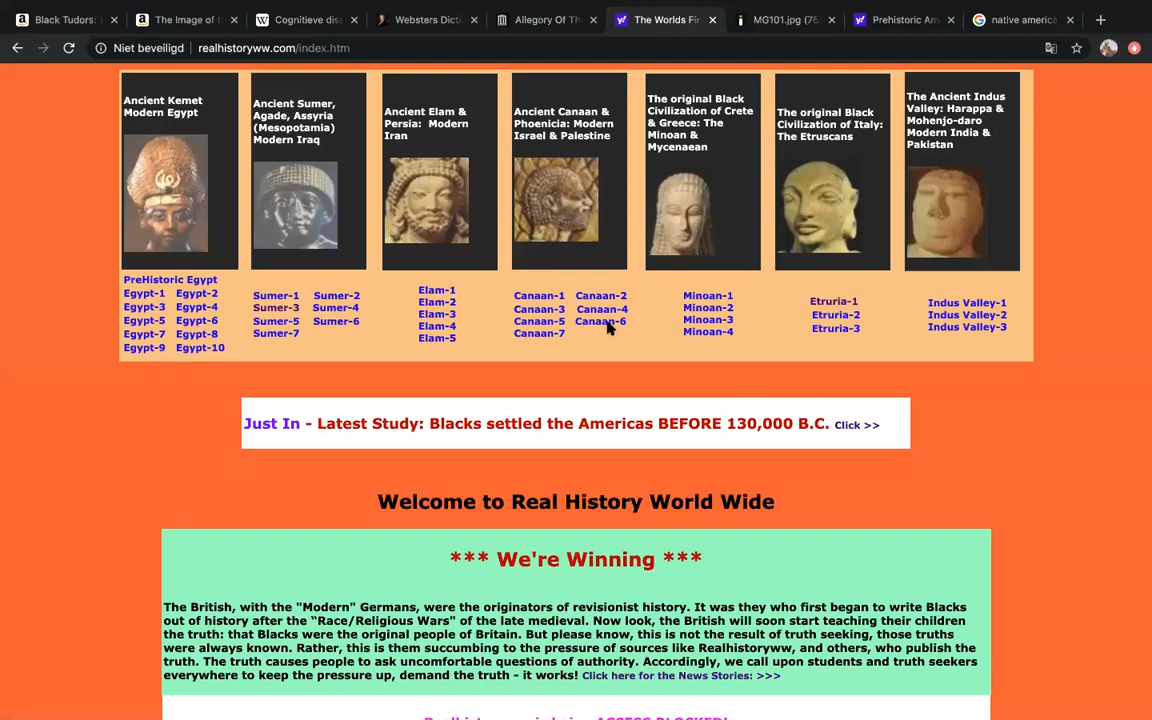 Black Tudors:
The Image of
Cognitieve dis
Websters Dicti
Allegory Of Th
The Worlds Fir
MG101.jpg (76
Prehistoric Am
native america
Niet beveiligd
realhistoryww.com/index.htm
Ancient Kemet
Modern Egypt
Ancient Sumer,
Agade, Assyria
(Mesopotamia)
Modern Iraq
Ancient Elam &
Persia: Modern
Iran
Ancient Canaan &
Phoenicia: Modern
Israel & Palestine
The original Black
Civilization of Crete
& Greece: The
Minoan &
Mycenaean
The original Black
Civilization of Italy:
The Etruscans
The Ancient Indus
Valley: Harappa &
Mohenjo-daro
Modern India &
Pakistan
PreHistoric Egypt
Egypt-1 Egypt-2
Egypt-3 Egypt-4
Egypt-5 Egypt-6
Egypt-7 Egypt-8
Egypt-9 Egypt-10
Sumer-1 Sumer-2
Sumer-3 Sumer-4
Sumer-5 Sumer-6
Sumer-7
Elam-1
Elam-2
Elam-3
Elam-4
Elam-5
Canaan-1 Canaan-2
Canaan-3 Canaan-4
Canaan-5 Canaan-6
Canaan-7
Minoan-1
Minoan-2
Minoan-3
Minoan-4
Etruria-1
Etruria-2
Etruria-3
Indus Valley-1
Indus Valley-2
Indus Valley-3
Just In - Latest Study: Blacks settled the Americas BEFORE 130,000 B.C. Click >>
Welcome to Real History World Wide
*** We're Winning ***
The British, with the "Modern" Germans, were the originators of revisionist history. It was they who first began to write Blacks
out of history after the "Race/Religious Wars" of the late medieval. Now look, the British will soon start teaching their children
the truth: that Blacks were the original people of Britain. But please know, this is not the result of truth seeking, those truths
were always known. Rather, this is them succumbing to the pressure of sources like Realhistoryww, and others, who publish the
truth. The truth causes people to ask uncomfortable questions of authority. Accordingly, we call upon students and truth seekers
everywhere to keep the pressure up, demand the truth - it works! Click here for the News Stories: >>>
ACCESS BLOCKED!